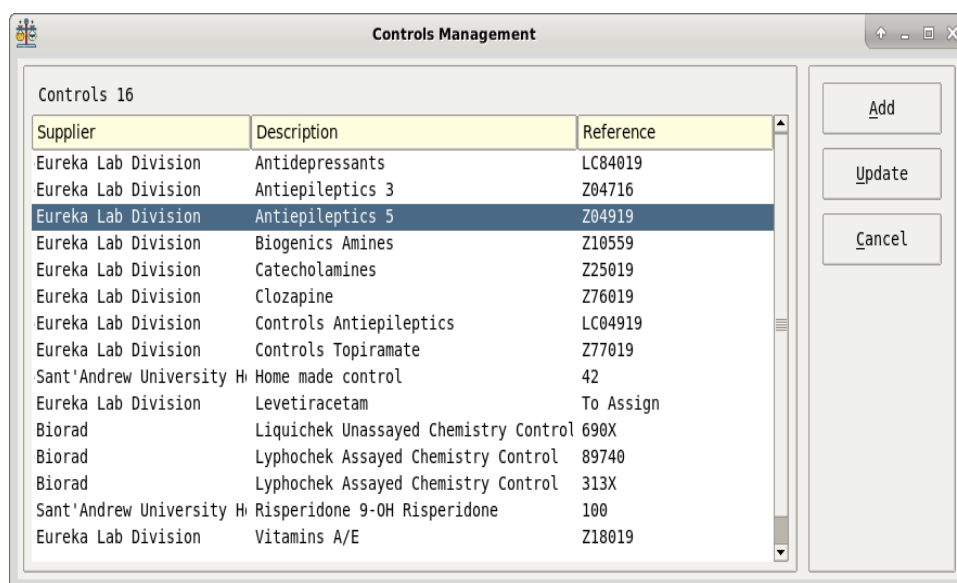 Controls Management
Controls 16
Supplier Description Reference
Eureka Lab Division Antidepressants LC84019
Eureka Lab Division Antiepileptics 3 Z04716
Eureka Lab Division Antiepileptics 5 Z04919
Eureka Lab Division Biogenics Amines Z10559
Eureka Lab Division Catecholamines Z25019
Eureka Lab Division Clozapine Z76019
Eureka Lab Division Controls Antiepileptics LC04919
Eureka Lab Division Controls Topiramate Z77019
Sant'Andrew University H Home made control 42
Eureka Lab Division Levetiracetam To Assign
Biorad Liquichek Unassayed Chemistry Control 690X
Biorad Lyphochek Assayed Chemistry Control 89740
Biorad Lyphochek Assayed Chemistry Control 313X
Sant'Andrew University H Risperidone 9-OH Risperidone 100
Eureka Lab Division Vitamins A/E Z18019
Add
Update
Cancel